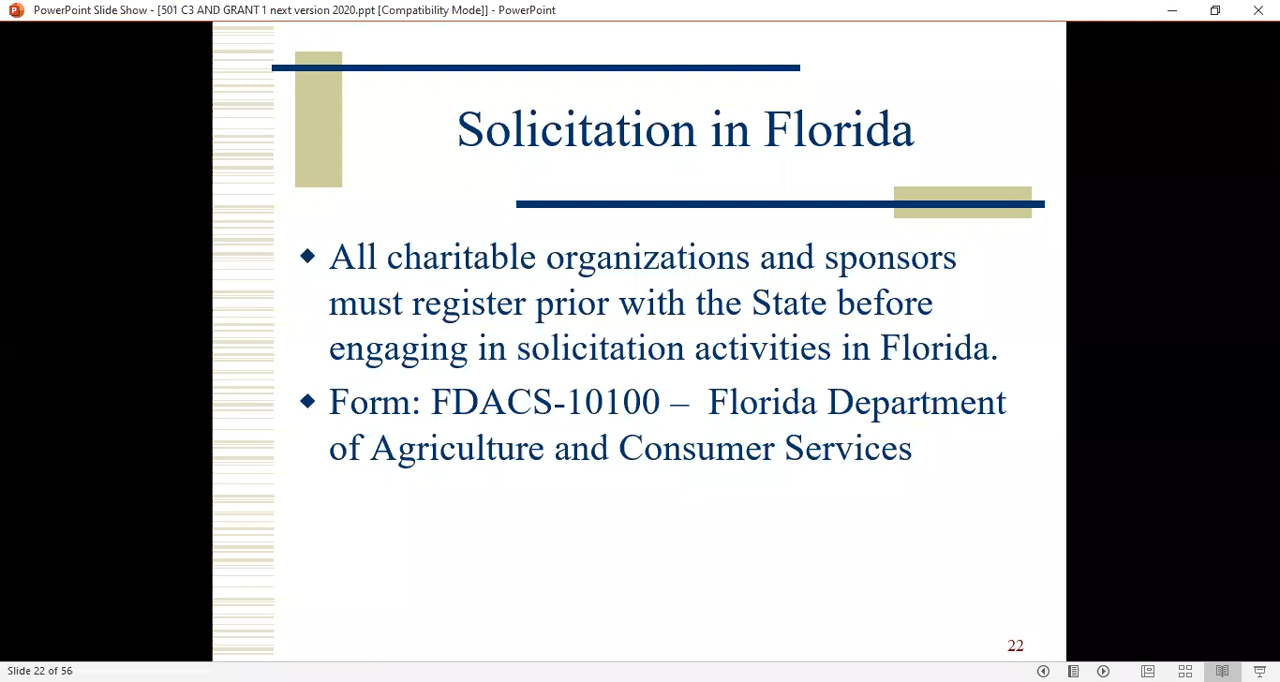 PowerPoint Slide Show - [501 C3 AND GRANT 1 next version 2020.ppt [Compatibility Mode]] - PowerPoint
Solicitation in Florida
All charitable organizations and sponsors
must register prior with the State before
engaging in solicitation activities in Florida.
Form: FDACS-10100 – Florida Department
of Agriculture and Consumer Services
22
Slide 22 of 56